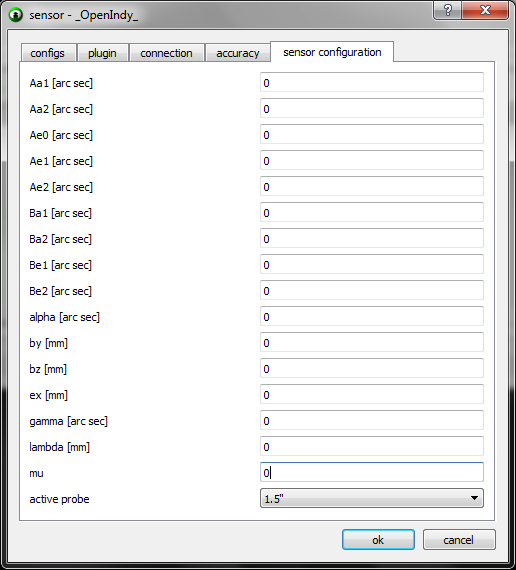 sensor - _OpenIndy_
configs plugin connection accuracy sensor configuration
Aa1 [arc sec] 0
Aa2 [arc sec] 0
Ae0 [arc sec] 0
Ae1 [arc sec] 0
Ae2 [arc sec] 0
Ba1 [arc sec] 0
Ba2 [arc sec] 0
Be1 [arc sec] 0
Be2 [arc sec] 0
alpha [arc sec] 0
by [mm] 0
bz [mm] 0
ex [mm] 0
gamma [arc sec] 0
lambda [mm] 0
mu 0
active probe 1.5"
ok cancel